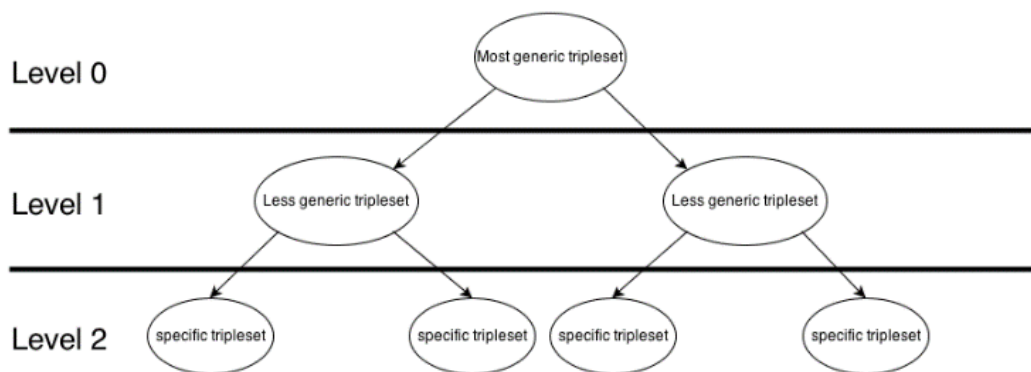 Level 0
Most generic tripleset
Level 1
Less generic tripleset
Less generic tripleset
Level 2
specific tripleset
specific tripleset
specific tripleset
specific tripleset